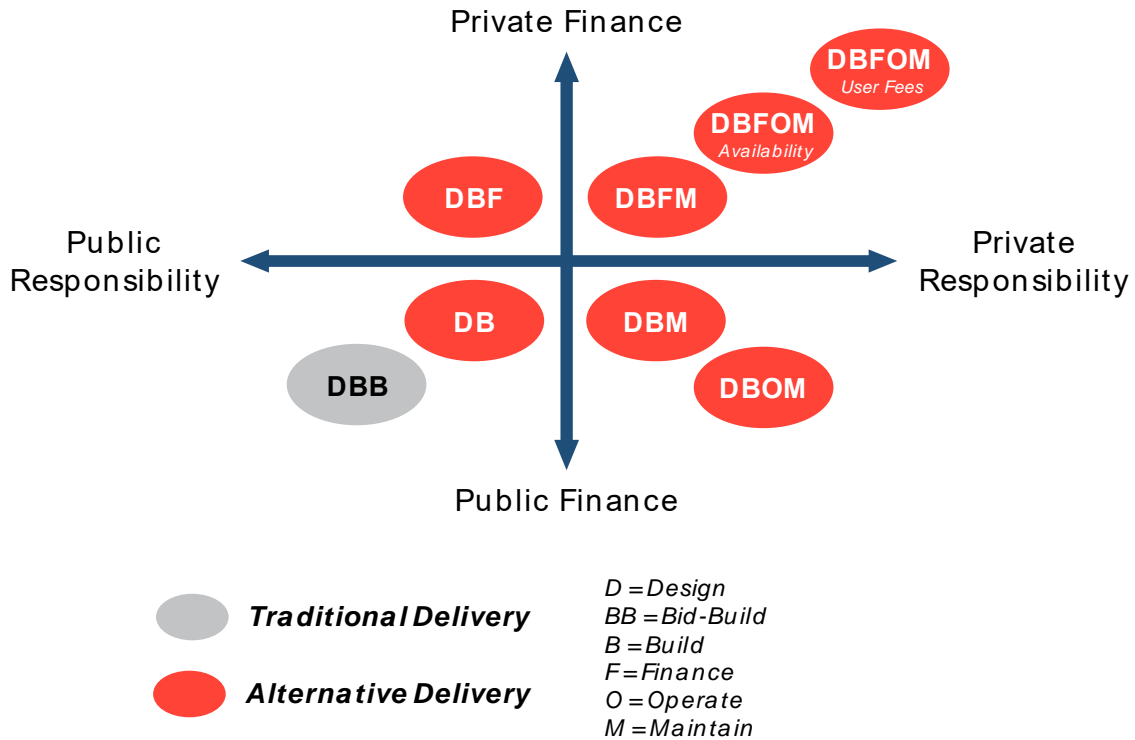 Private Finance
DBFOM
User Fees
DBFOM
Availability
DBF
DBFM
Public
Responsibility
Private
Responsibility
DB
DBM
DBB
DBOM
Public Finance
Traditional Delivery
Alternative Delivery
D =Design
BB =Bid-Build
B =Build
F=Finance
O =Operate
M =Maintain